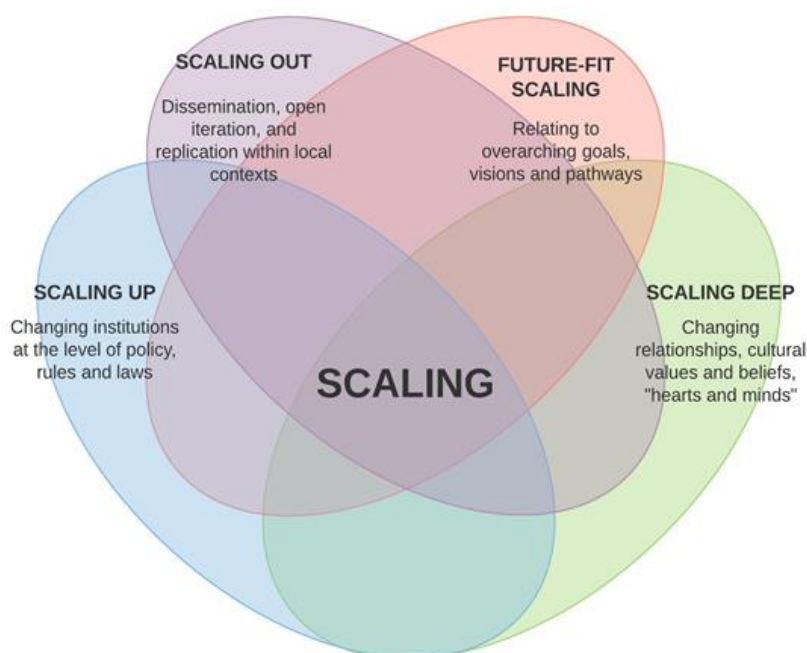 SCALING OUT
Dissemination, open
iteration, and
replication within local
contexts
FUTURE-FIT
SCALING
Relating to
overarching goals,
visions and pathways
SCALING UP
Changing institutions
at the level of policy,
rules and laws
SCALING DEEP
Changing
relationships, cultural
values and beliefs,
"hearts and minds"
SCALING